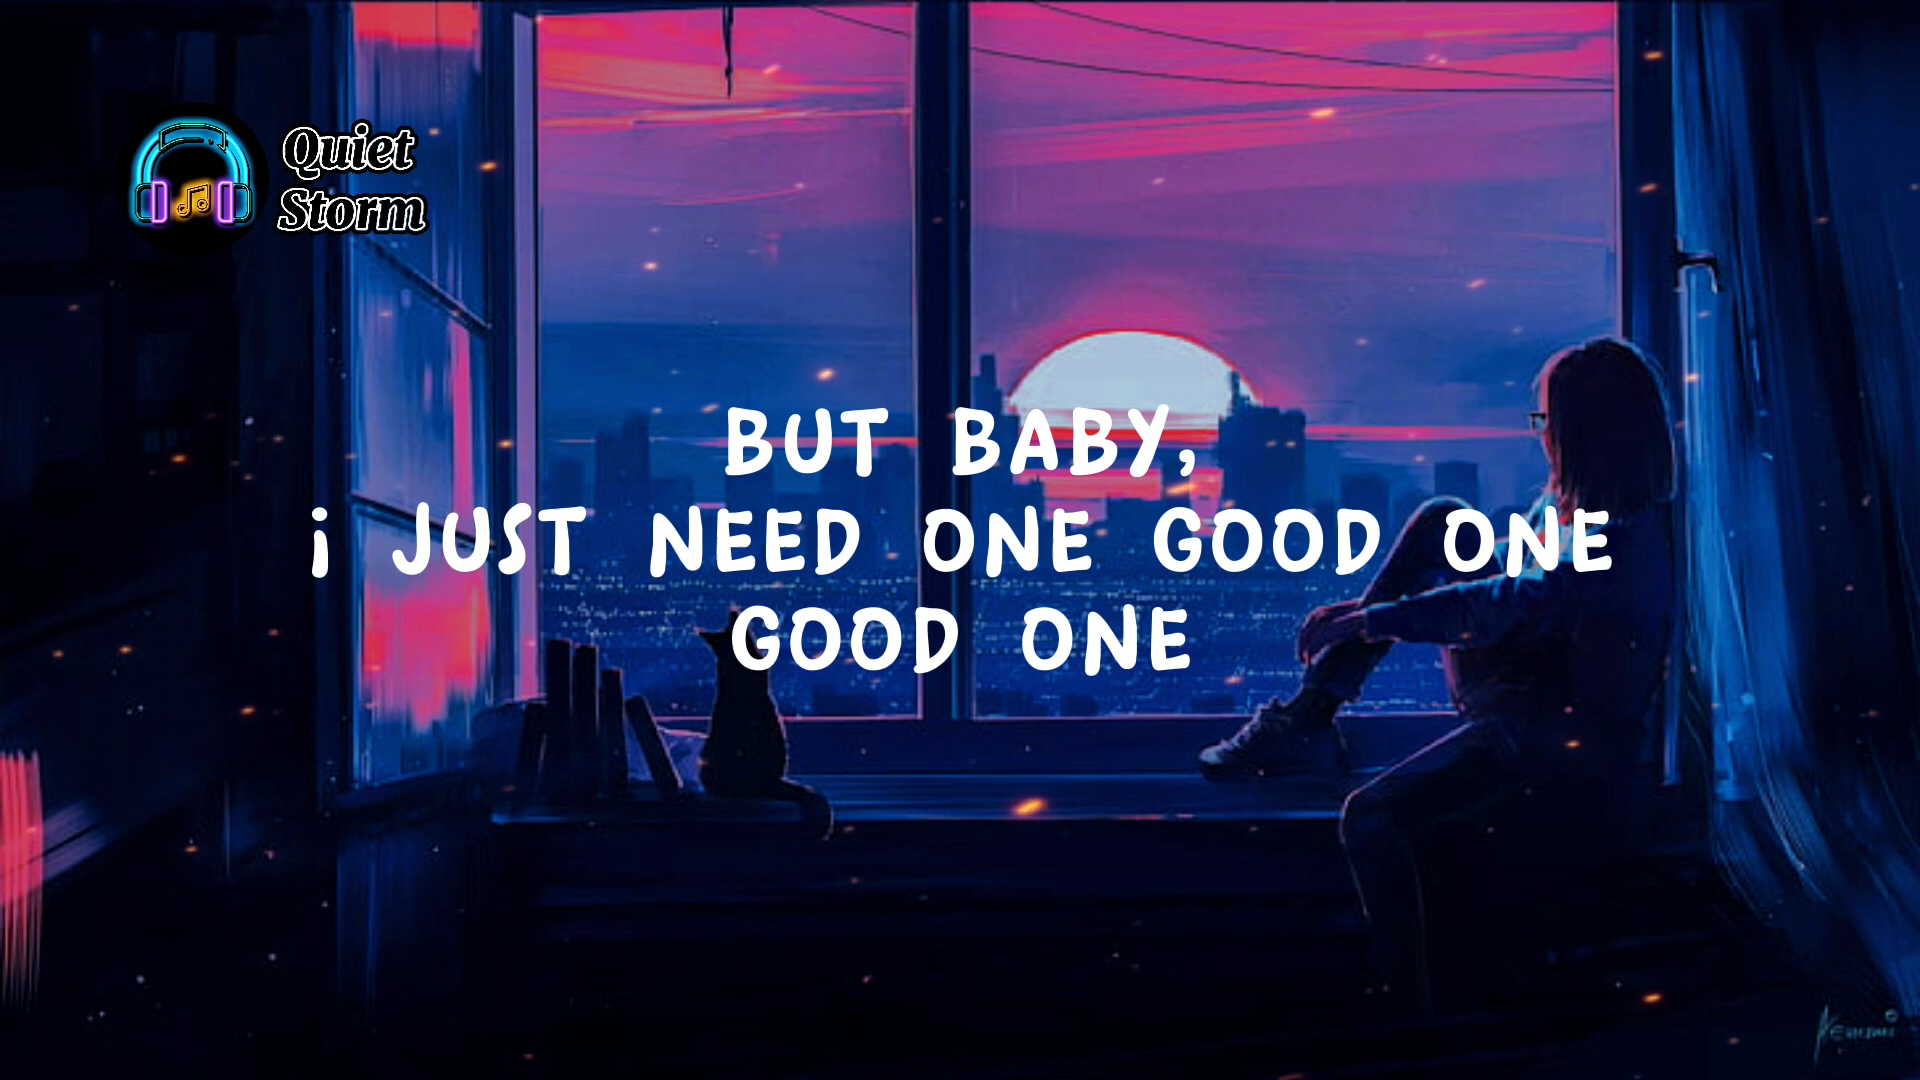 Quiet
Storm
BUT BABY,
i JUST NEED ONE GOOD ONE
GOOD ONE